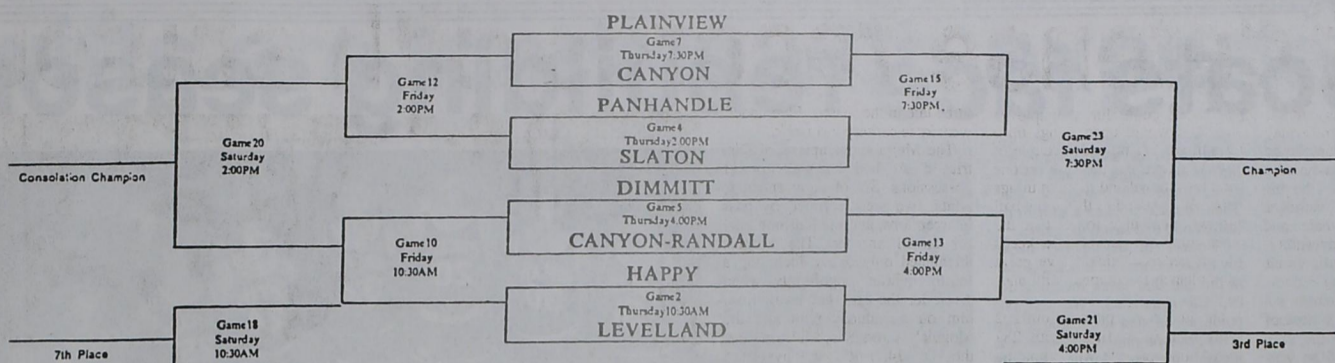 PLAINVIEW
Game 7
Thursday 7:30PM
CANYON
PANHANDLE
Game 4
Thursday 2:00PM
SLATON
DIMMITT
Game 5
Thursday 4:00PM
CANYON-RANDALL
HAPPY
Game 2
Thursday 10:30AM
LEVELLAND
Game 12
Friday
2:00PM
Game 10
Friday
10:30AM
Game 20
Saturday
2:00PM
Consolation Champion
Game 18
Saturday
10:30AM
7th Place
Game 15
Friday
7:30PM
Game 13
Friday
4:00PM
Game 23
Saturday
7:30PM
Champion
Game 21
Saturday
4:00PM
3rd Place